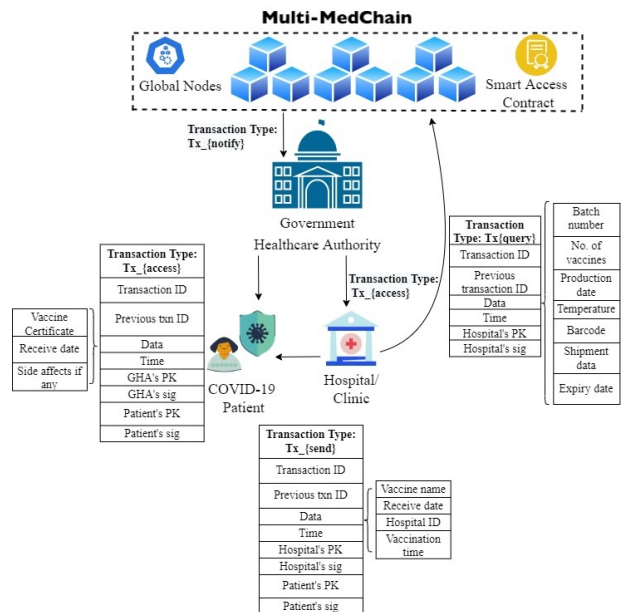 Multi-MedChain
Global Nodes
Smart Access
Contract
Transaction Type:
Tx_{notify}
Government
Healthcare Authority
Transaction Type:
Tx_{access}
Hospital/
Clinic
COVID-19
Patient
Transaction Type:
Tx_{access}
Transaction ID
Previous txn ID
Data
Time
GHA's PK
GHA's sig
Patient's PK
Patient's sig
Vaccine
Certificate
Receive date
Side affects if
any
Transaction
Type: Tx{query}
Transaction ID
Previous
transaction ID
Data
Time
Hospital's PK
Hospital's sig
Batch
number
No. of
vaccines
Production
date
Temperature
Barcode
Shipment
data
Expiry date
Transaction Type:
Tx_{send}
Transaction ID
Previous txn ID
Data
Time
Hospital's PK
Hospital's sig
Patient's PK
Patient's sig
Vaccine name
Receive date
Hospital ID
Vaccination
time